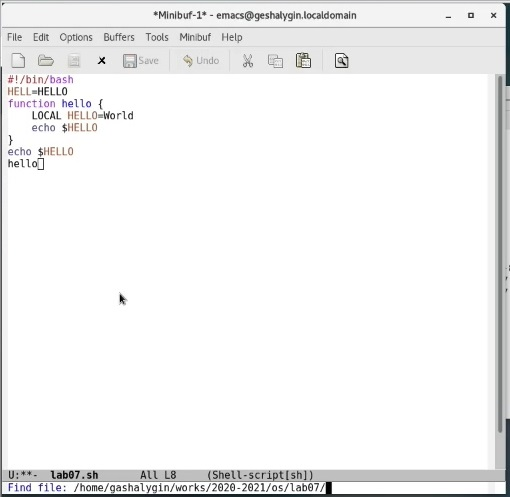 *Minibuf-1* - emacs@geshalygin.localdomain
File Edit Options Buffers Tools Minibuf Help
Save Undo
#!/bin/bash
HELL=HELLO
function hello {
    LOCAL HELLO=World
    echo $HELLO
}
echo $HELLO
hello
U:**-  lab07.sh       All L8     (Shell-script[sh])
Find file: /home/gashalygin/works/2020-2021/os/lab07/